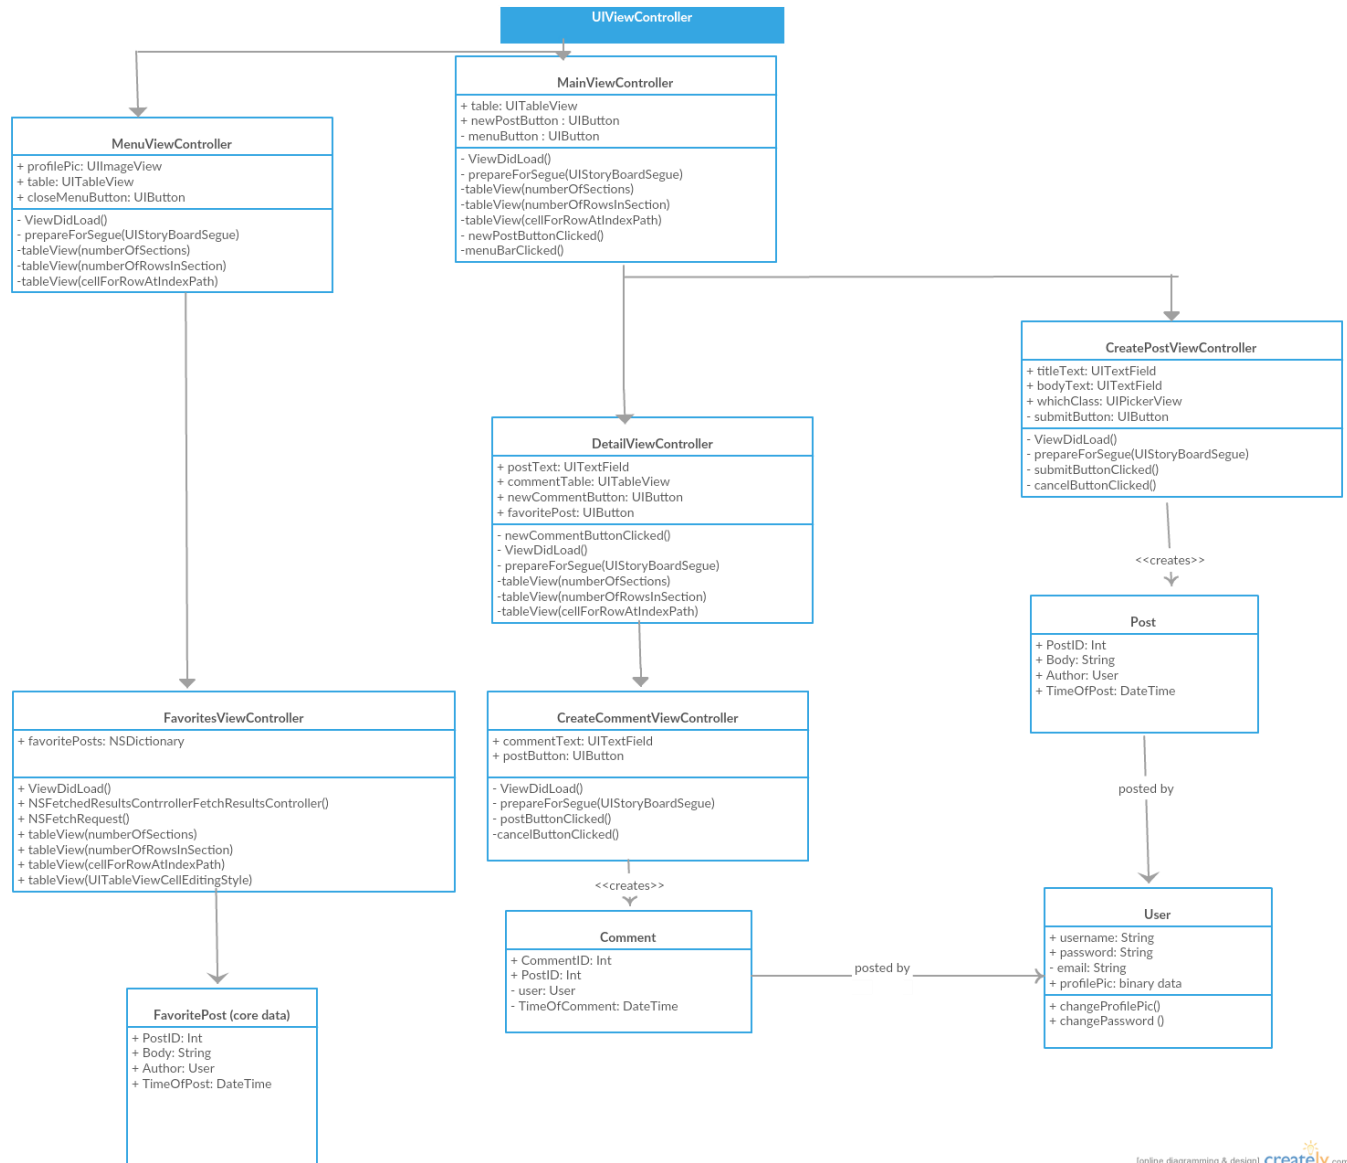 UIViewController
MainViewController
+ table: UITableView
+ newPostButton : UIButton
- menuButton : UIButton
- ViewDidLoad()
- prepareForSegue(UIStoryBoardSegue)
-tableView(numberOfSections)
-tableView(numberOfRowsInSection)
-tableView(cellForRowAtIndexPath)
- newPostButtonClicked()
-menuBarClicked()
MenuViewController
+ profilePic: UIImageView
+ table: UITableView
+ closeMenuButton: UIButton
- ViewDidLoad()
- prepareForSegue(UIStoryBoardSegue)
-tableView(numberOfSections)
-tableView(numberOfRowsInSection)
-tableView(cellForRowAtIndexPath)
CreatePostViewController
+ titleText: UITextField
+ bodyText: UITextField
+ whichClass: UIPickerView
- submitButton: UIButton
- ViewDidLoad()
- prepareForSegue(UIStoryBoardSegue)
- submitButtonClicked()
- cancelButtonClicked()
DetailViewController
+ postText: UITextField
+ commentTable: UITableView
+ newCommentButton: UIButton
+ favoritePost: UIButton
- newCommentButtonClicked()
- ViewDidLoad()
- prepareForSegue(UIStoryBoardSegue)
-tableView(numberOfSections)
-tableView(numberOfRowsInSection)
-tableView(cellForRowAtIndexPath)
<<creates>>
Post
+ PostID: Int
+ Body: String
+ Author: User
+ TimeOfPost: DateTime
FavoritesViewController
+ favoritePosts: NSDictionary
+ ViewDidLoad()
+ NSFetchedResultsContrrollerFetchResultsController()
+ NSFetchRequest()
+ tableView(numberOfSections)
+ tableView(numberOfRowsInSection)
+ tableView(cellForRowAtIndexPath)
+ tableView(UITableViewCellEditingStyle)
CreateCommentViewController
+ commentText: UITextField
+ postButton: UIButton
- ViewDidLoad()
- prepareForSegue(UIStoryBoardSegue)
- postButtonClicked()
-cancelButtonClicked()
posted by
<<creates>>
Comment
+ CommentID: Int
+ PostID: Int
- user: User
- TimeOfComment: DateTime
posted by
User
+ username: String
+ password: String
- email: String
+ profilePic: binary data
+ changeProfilePic()
+ changePassword ()
FavoritePost (core data)
+ PostID: Int
+ Body: String
+ Author: User
+ TimeOfPost: DateTime
[online diagramming & design] creately.com